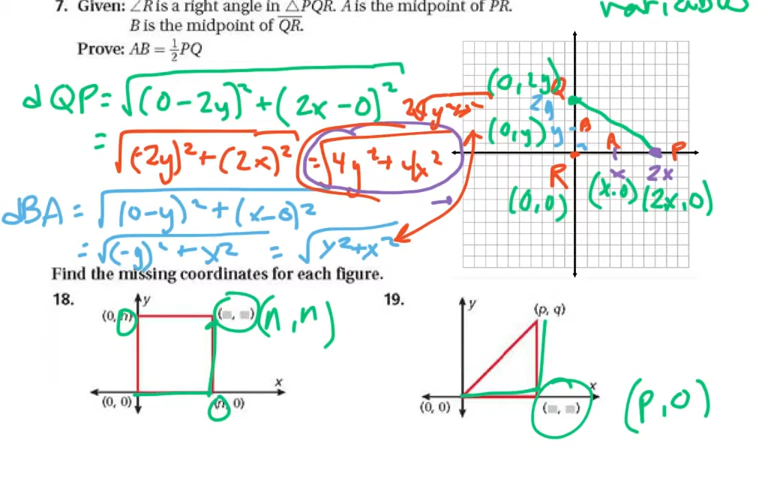 7. Given: ∠R is a right angle in △PQR. A is the midpoint of PR.
B is the midpoint of QR.
Prove: AB = ½PQ
dQP = √(0-2y)² + (2x-0)²
= √(-2y)² + (2x)² = √4y² + 4x²
dBA = √(0-y)² + (x-0)²
= √(-y)² + x² = √y² + x²
(0, 2y) Q
2y
(0, y) y B
A P
R x 2x
(0, 0) (x, 0) (2x, 0)
Find the missing coordinates for each figure.
18.
y
(0, n) (■, ■) (n, n)
x
(0, 0) (n, 0)
19.
y
(p, q)
x
(0, 0) (■, ■) (p, 0)